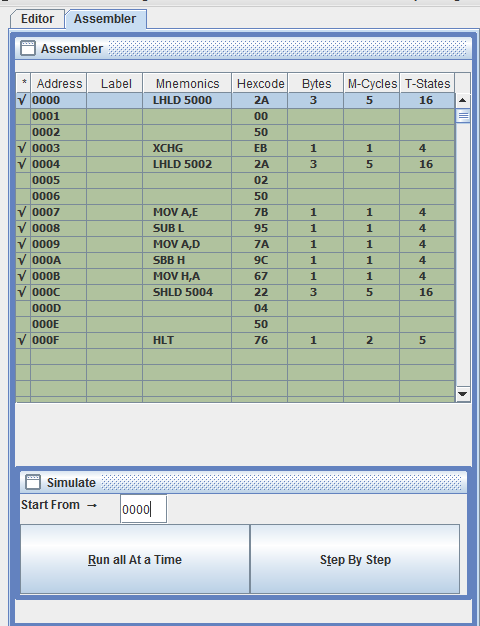 Editor Assembler
Assembler
* Address Label Mnemonics Hexcode Bytes M-Cycles T-States
√ 0000 LHLD 5000 2A 3 5 16
0001 00
0002 50
√ 0003 XCHG EB 1 1 4
√ 0004 LHLD 5002 2A 3 5 16
0005 02
0006 50
√ 0007 MOV A,E 7B 1 1 4
√ 0008 SUB L 95 1 1 4
√ 0009 MOV A,D 7A 1 1 4
√ 000A SBB H 9C 1 1 4
√ 000B MOV H,A 67 1 1 4
√ 000C SHLD 5004 22 3 5 16
000D 04
000E 50
√ 000F HLT 76 1 2 5
Simulate
Start From → 0000
Run all At a Time Step By Step